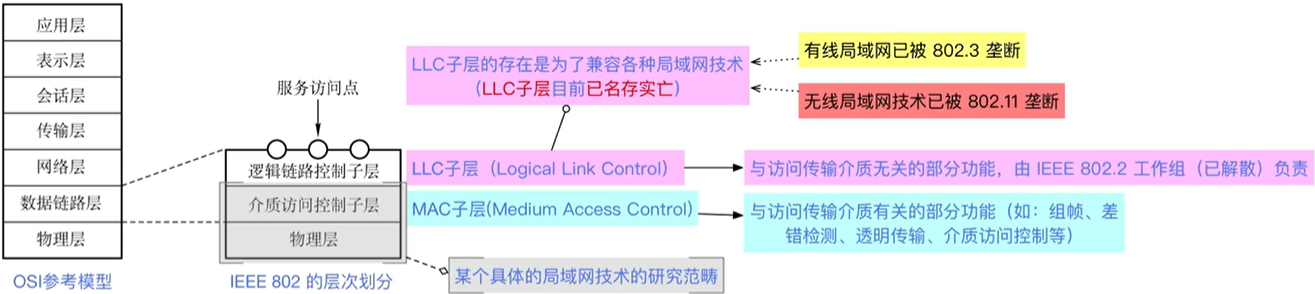 应用层
表示层
会话层
传输层
网络层
数据链路层
物理层
OSI参考模型
服务访问点
逻辑链路控制子层
介质访问控制子层
物理层
IEEE 802 的层次划分
LLC子层的存在是为了兼容各种局域网技术
(LLC子层目前已名存实亡)
有线局域网已被 802.3 垄断
无线局域网技术已被 802.11 垄断
LLC子层（Logical Link Control）
与访问传输介质无关的部分功能，由 IEEE 802.2 工作组（已解散）负责
MAC子层(Medium Access Control)
与访问传输介质有关的部分功能（如：组帧、差
错检测、透明传输、介质访问控制等）
某个具体的局域网技术的研究范畴